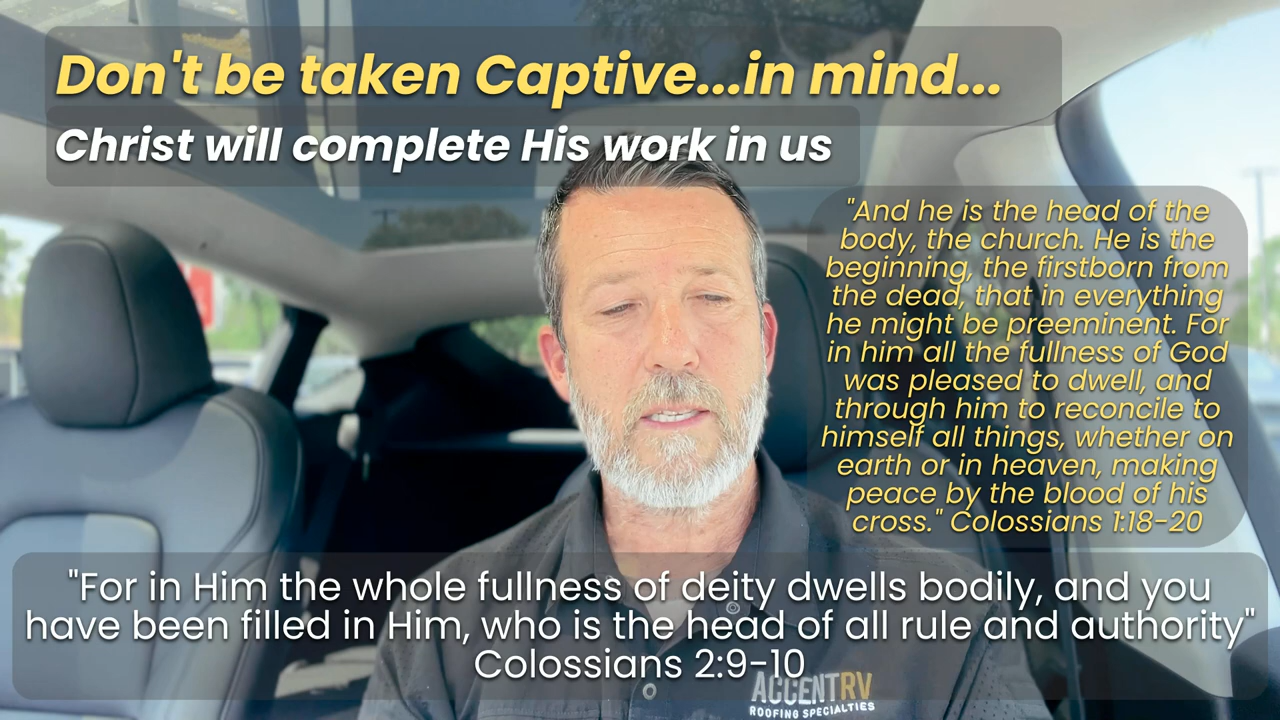 Don't be taken Captive...in mind...
Christ will complete His work in us
"And he is the head of the
body, the church. He is the
beginning, the firstborn from
the dead, that in everything
he might be preeminent. For
in him all the fullness of God
was pleased to dwell, and
through him to reconcile to
himself all things, whether on
earth or in heaven, making
peace by the blood of his
cross." Colossians 1:18-20
"For in Him the whole fullness of deity dwells bodily, and you
have been filled in Him, who is the head of all rule and authority"
Colossians 2:9-10
ACCENTRV
ROOFING SPECIALTIES